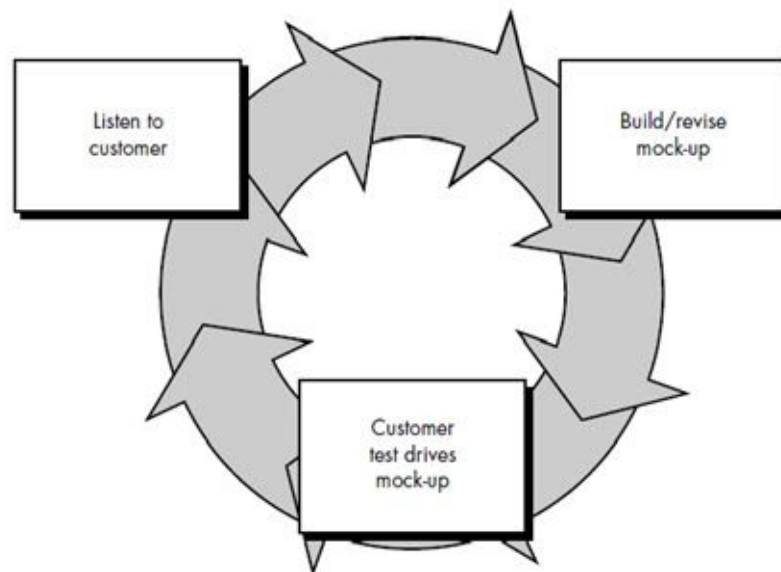 Listen to
customer
Build/revise
mock-up
Customer
test drives
mock-up